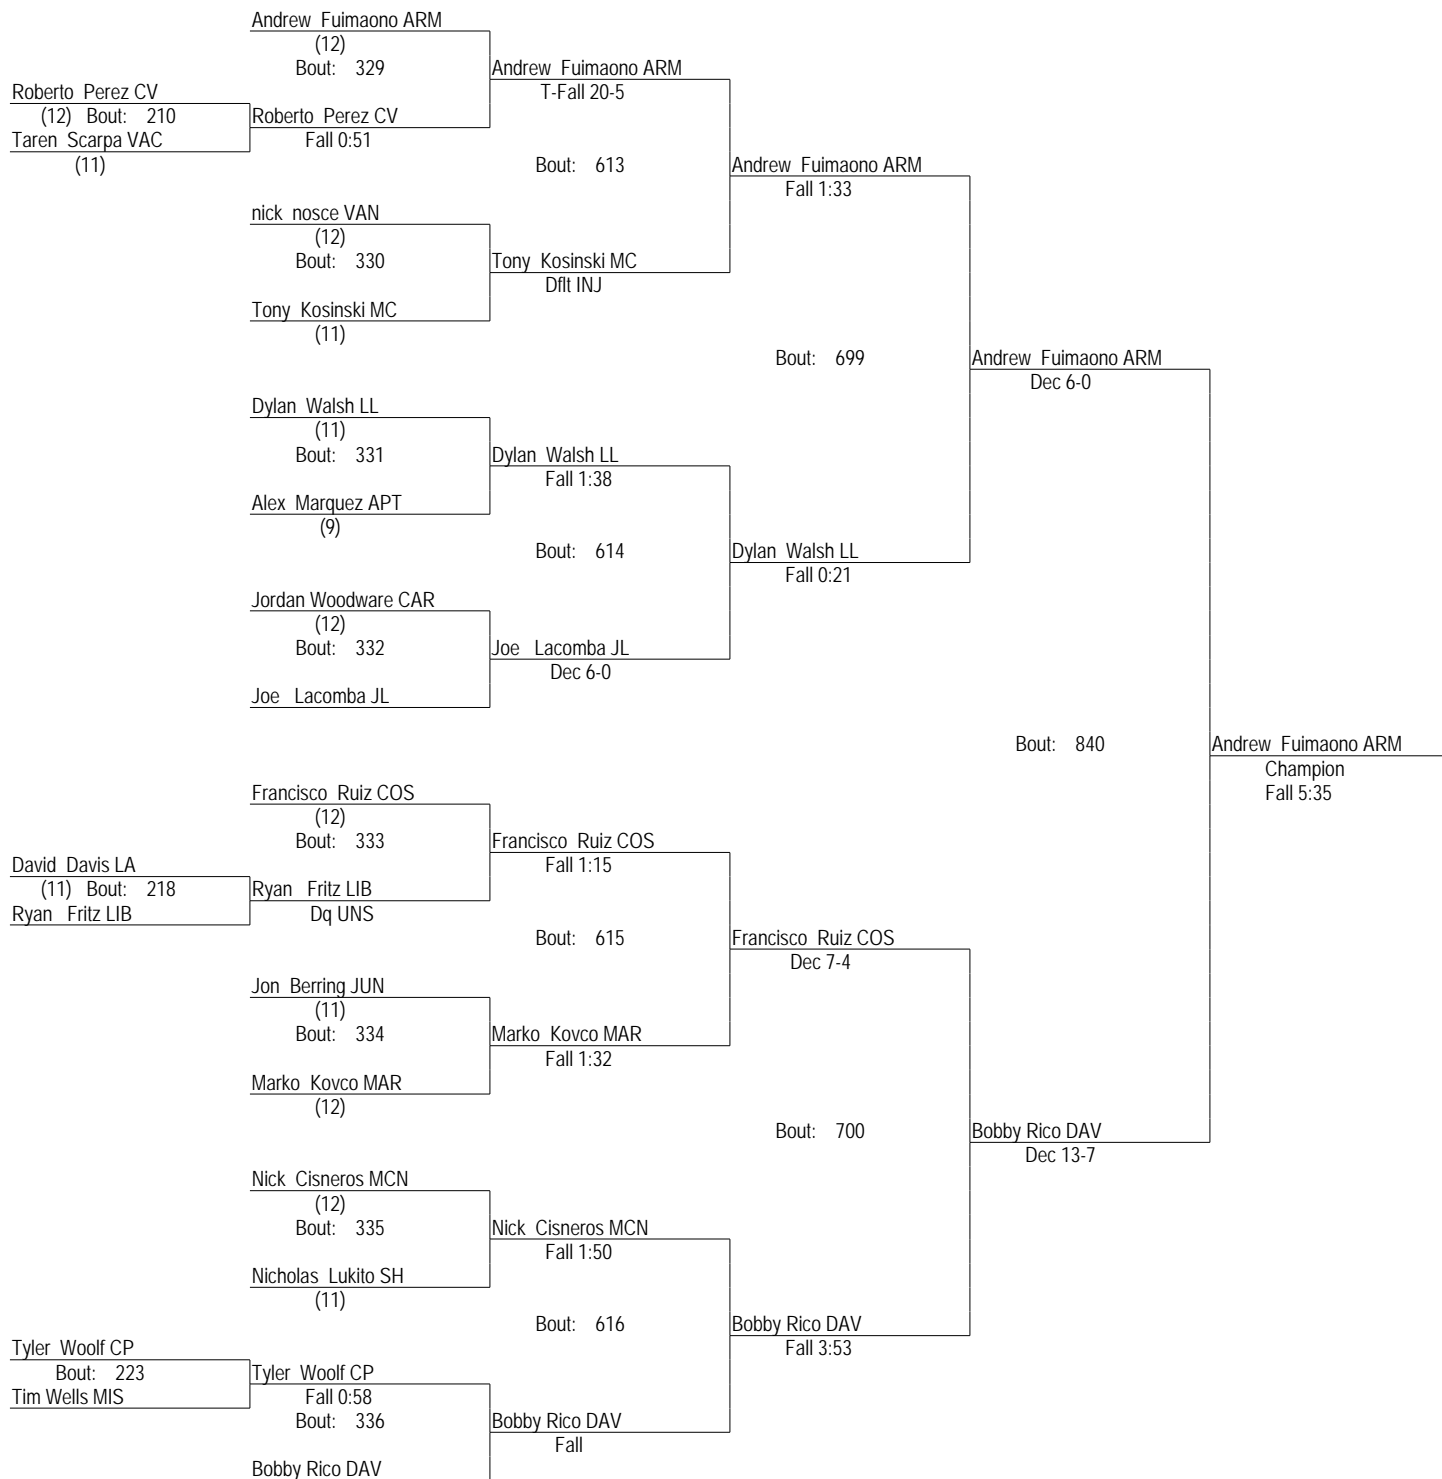 Andrew Fuimaono ARM
(12)
Bout: 329
Andrew Fuimaono ARM
T-Fall 20-5
Roberto Perez CV
(12) Bout: 210
Roberto Perez CV
Fall 0:51
Taren Scarpa VAC
(11)
Bout: 613
Andrew Fuimaono ARM
Fall 1:33
nick nosce VAN
(12)
Bout: 330
Tony Kosinski MC
Dflt INJ
Tony Kosinski MC
(11)
Bout: 699
Andrew Fuimaono ARM
Dec 6-0
Dylan Walsh LL
(11)
Bout: 331
Dylan Walsh LL
Fall 1:38
Alex Marquez APT
(9)
Bout: 614
Dylan Walsh LL
Fall 0:21
Jordan Woodware CAR
(12)
Bout: 332
Joe Lacomba JL
Dec 6-0
Joe Lacomba JL
Bout: 840
Andrew Fuimaono ARM
Champion
Fall 5:35
Francisco Ruiz COS
(12)
Bout: 333
Francisco Ruiz COS
Fall 1:15
David Davis LA
(11) Bout: 218
Ryan Fritz LIB
Dq UNS
Ryan Fritz LIB
Bout: 615
Francisco Ruiz COS
Dec 7-4
Jon Berring JUN
(11)
Bout: 334
Marko Kovco MAR
Fall 1:32
Marko Kovco MAR
(12)
Bout: 700
Bobby Rico DAV
Dec 13-7
Nick Cisneros MCN
(12)
Bout: 335
Nick Cisneros MCN
Fall 1:50
Nicholas Lukito SH
(11)
Bout: 616
Bobby Rico DAV
Fall 3:53
Tyler Woolf CP
Bout: 223
Tyler Woolf CP
Fall 0:58
Tim Wells MIS
Bout: 336
Bobby Rico DAV
Fall
Bobby Rico DAV